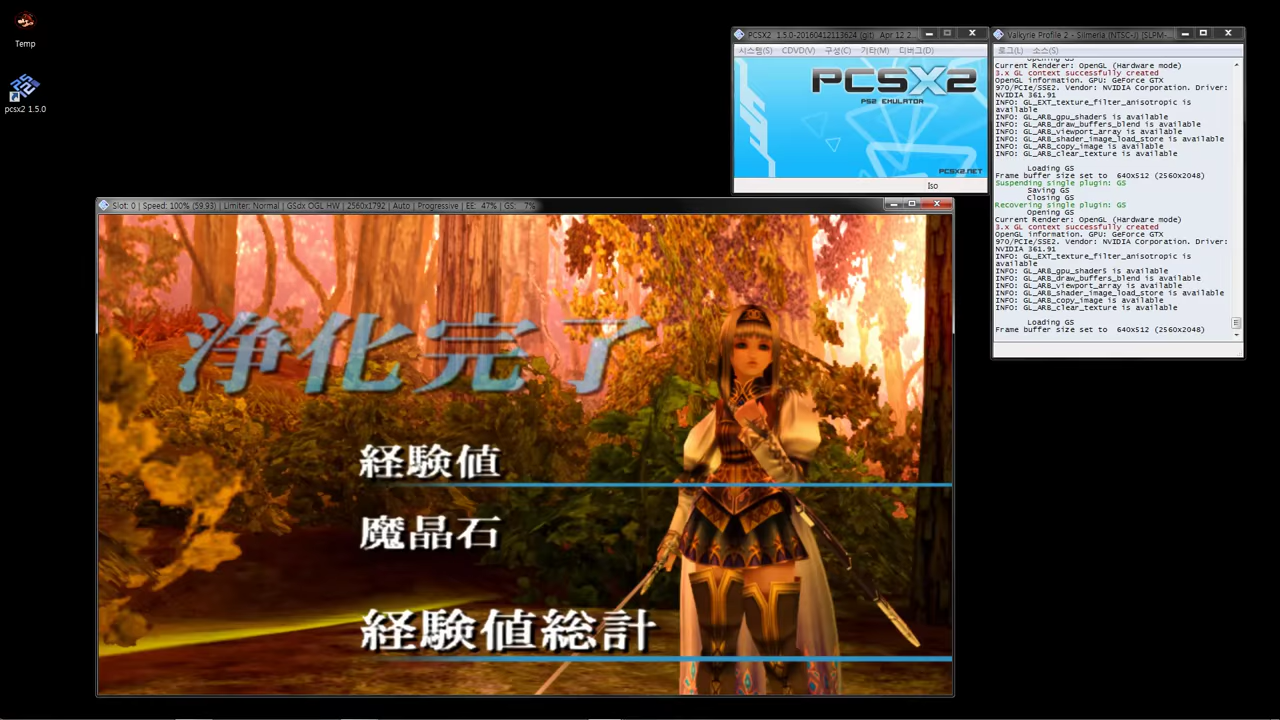 Temp
pcsx2 1.5.0
PCSX2 1.5.0-20160412113624 (git) Apr 12 2...
시스템(S) CDVD(V) 구성(C) 기타(M) 디버그(D)
PCSX2
PS2 EMULATOR
PCSX2.NET
Iso
Valkyrie Profile 2 - Silmeria (NTSC-J) [SLPM-...
로그(L) 소스(S)
Opening GS
Current Renderer: OpenGL (Hardware mode)
3.x GL context successfully created
OpenGL information. GPU: GeForce GTX
970/PCIe/SSE2. Vendor: NVIDIA Corporation. Driver:
NVIDIA 361.91
INFO: GL_EXT_texture_filter_anisotropic is
available
INFO: GL_ARB_gpu_shader5 is available
INFO: GL_ARB_draw_buffers_blend is available
INFO: GL_ARB_viewport_array is available
INFO: GL_ARB_shader_image_load_store is available
INFO: GL_ARB_copy_image is available
INFO: GL_ARB_clear_texture is available
Loading GS
Frame buffer size set to 640x512 (2560x2048)
Suspending single plugin: GS
Saving GS
Closing GS
Recovering single plugin: GS
Opening GS
Current Renderer: OpenGL (Hardware mode)
3.x GL context successfully created
OpenGL information. GPU: GeForce GTX
970/PCIe/SSE2. Vendor: NVIDIA Corporation. Driver:
NVIDIA 361.91
INFO: GL_EXT_texture_filter_anisotropic is
available
INFO: GL_ARB_gpu_shader5 is available
INFO: GL_ARB_draw_buffers_blend is available
INFO: GL_ARB_viewport_array is available
INFO: GL_ARB_shader_image_load_store is available
INFO: GL_ARB_copy_image is available
INFO: GL_ARB_clear_texture is available
Loading GS
Frame buffer size set to 640x512 (2560x2048)
Slot: 0 | Speed: 100% (59.93) | Limiter: Normal | GSdx OGL HW | 2560x1792 | Auto | Progressive | EE: 47% | GS: 7%
浄化完了
経験値
魔晶石
経験値総計